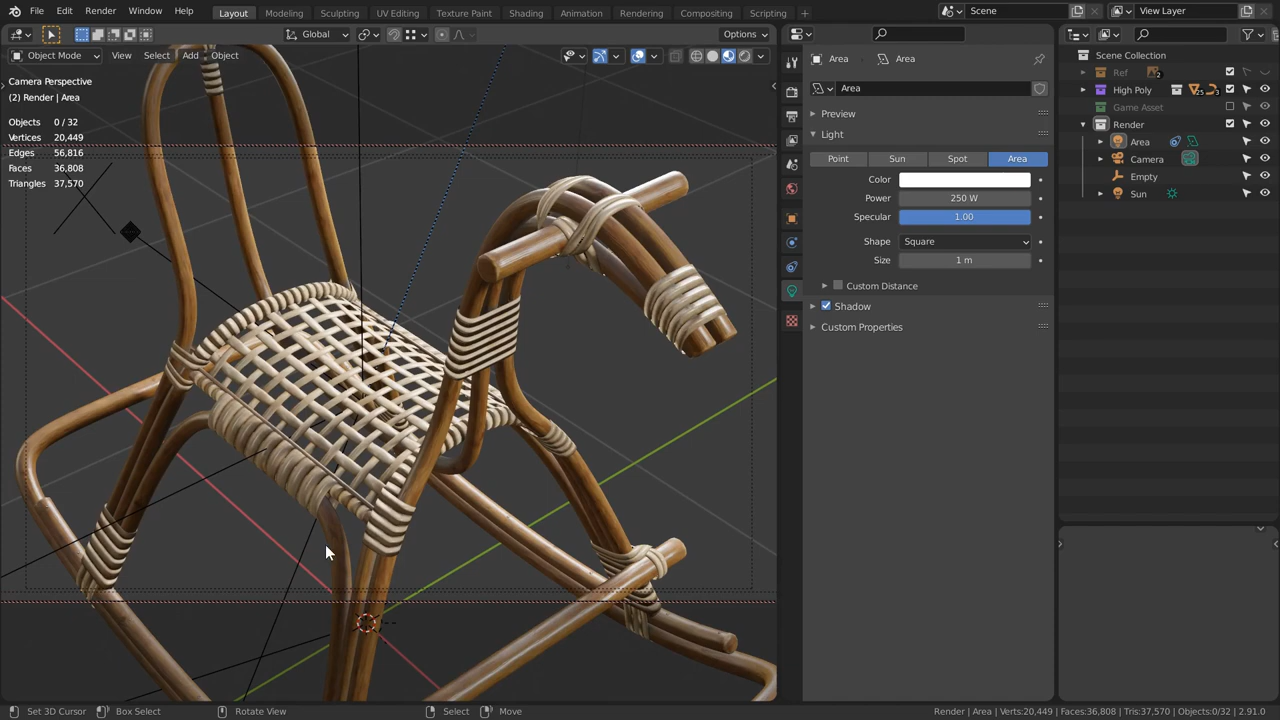 File Edit Render Window Help
Layout Modeling Sculpting UV Editing Texture Paint Shading Animation Rendering Compositing Scripting +
Scene
View Layer
Global
Options
Object Mode
View Select Add Object
Camera Perspective
(2) Render | Area
Objects 0 / 32
Vertices 20,449
Edges 56,816
Faces 36,808
Triangles 37,570
Area
Area
Area
Preview
Light
Point Sun Spot Area
Color
Power 250 W
Specular 1.00
Shape Square
Size 1 m
Custom Distance
Shadow
Custom Properties
Scene Collection
Ref 2
High Poly 25 3
Game Asset
Render
Area
Camera
Empty
Sun
Set 3D Cursor Box Select Rotate View Select Move
Render | Area | Verts:20,449 | Faces:36,808 | Tris:37,570 | Objects:0/32 | 2.91.0